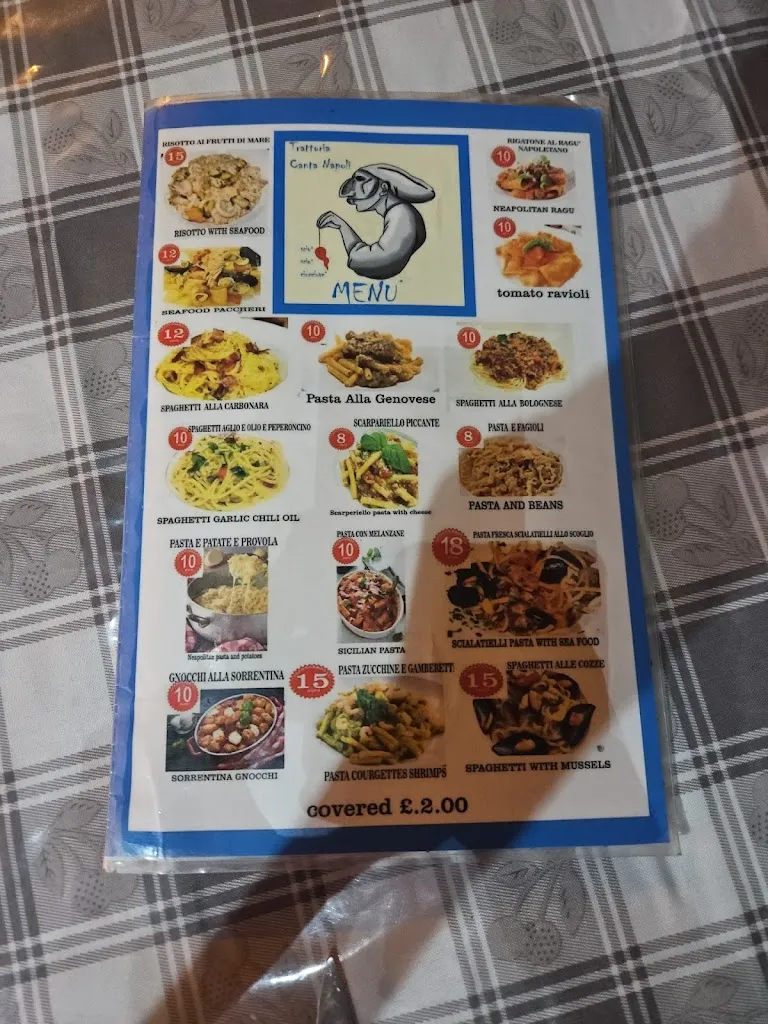 RISOTTO AI FRUTTI DI MARE
15
RISOTTO WITH SEAFOOD
12
SEAFOOD PACCHERI
Trattoria
Canta Napoli
MENU
RIGATONE AL RAGU'
NAPOLETANO
10
NEAPOLITAN RAGU
10
tomato ravioli
12
SPAGHETTI ALLA CARBONARA
10
Pasta Alla Genovese
10
SPAGHETTI ALLA BOLOGNESE
SPAGHETTI AGLIO E OLIO E PEPERONCINO
10
SPAGHETTI GARLIC CHILI OIL
SCARPARIELLO PICCANTE
8
Scarperiello pasta with cheese
PASTA E FAGIOLI
8
PASTA AND BEANS
PASTA E PATATE E PROVOLA
10
Neapolitan pasta and potatoes
PASTA CON MELANZANE
10
SICILIAN PASTA
PASTA FRESCA SCIALATIELLI ALLO SCOGLIO
18
SCIALATIELLI PASTA WITH SEA FOOD
GNOCCHI ALLA SORRENTINA
10
SORRENTINA GNOCCHI
PASTA ZUCCHINE E GAMBERETT
15
PASTA COURGETTES SHRIMPS
SPAGHETTI ALLE COZZE
15
SPAGHETTI WITH MUSSELS
covered £.2.00